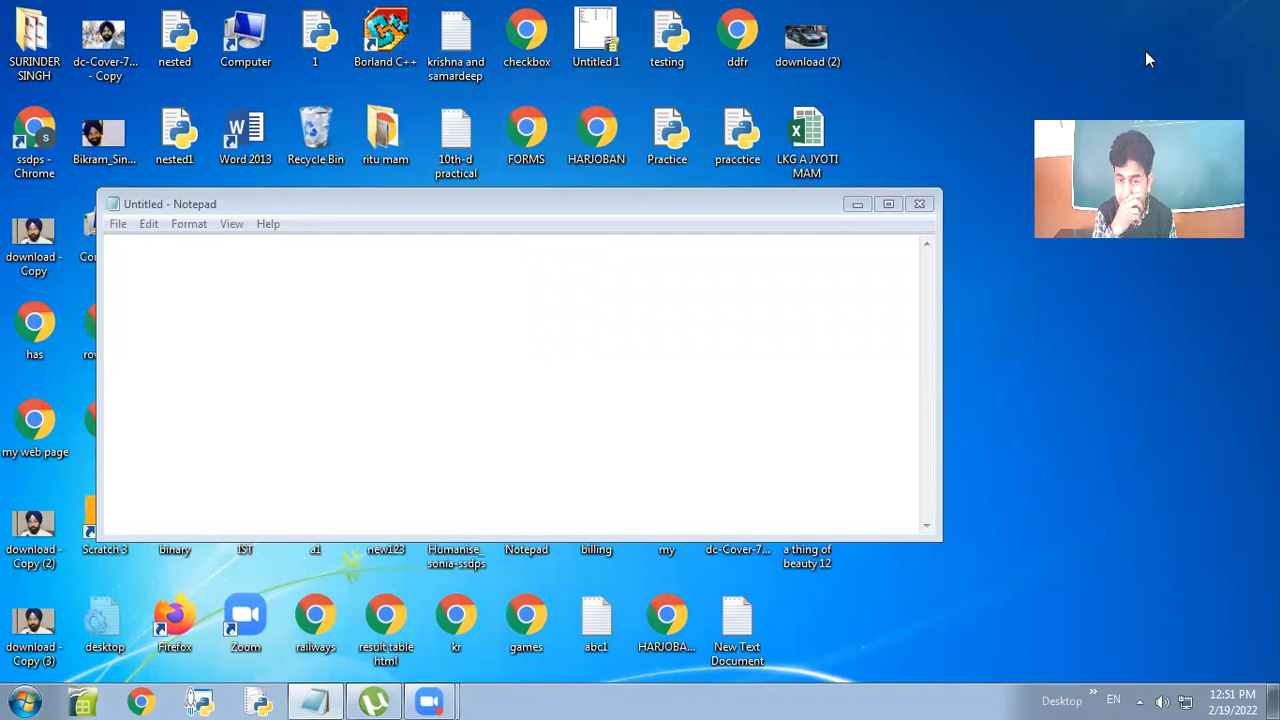 SURINDER
SINGH
dc-Cover-7...
- Copy
nested
Computer
1
Borland C++
krishna and
samardeep
checkbox
Untitled 1
testing
ddfr
download (2)
S
ssdps -
Chrome
Bikram_Sin...
nested1
Word 2013
Recycle Bin
ritu mam
10th-d
practical
FORMS
HARJOBAN
Practice
pracctice
LKG A JYOTI
MAM
Untitled - Notepad
File Edit Format View Help
download -
Copy
has
my web page
download -
Copy (2)
Scratch 3
binary
IST
a1
new123
Humanise_
sonia-ssdps
Notepad
billing
my
dc-Cover-7...
a thing of
beauty 12
download -
Copy (3)
desktop
Firefox
Zoom
railways
result table
html
kr
games
abc1
HARJOBA...
New Text
Document
Desktop
»
EN
12:51 PM
2/19/2022